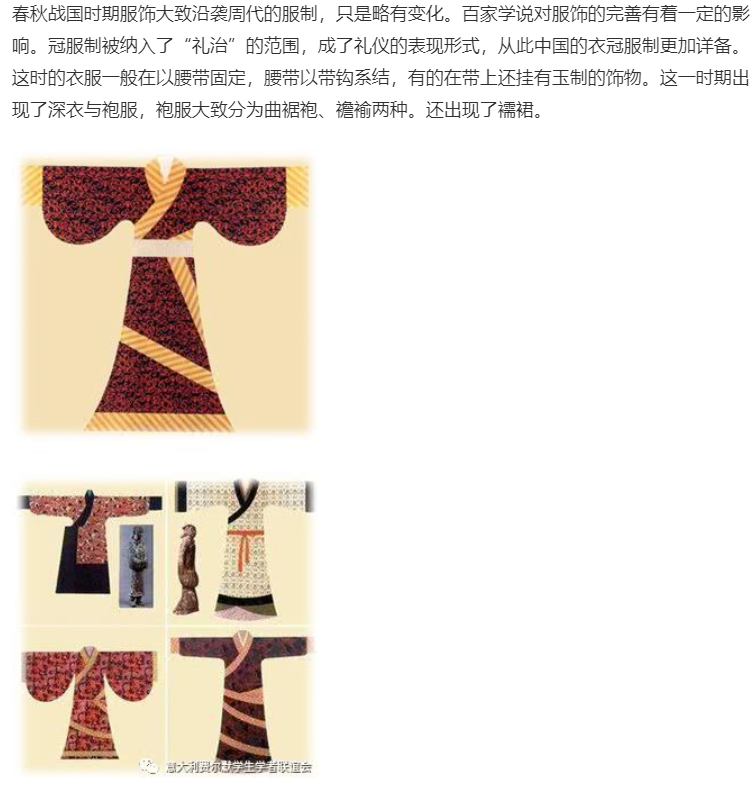 春秋战国时期服饰大致沿袭周代的服制，只是略有变化。百家学说对服饰的完善有着一定的影
响。冠服制被纳入了“礼治”的范围，成了礼仪的表现形式，从此中国的衣冠服制更加详备。
这时的衣服一般在以腰带固定，腰带以带钩系结，有的在带上还挂有玉制的饰物。这一时期出
现了深衣与袍服，袍服大致分为曲裾袍、襜褕两种。还出现了襦裙。
意大利费尔默学生学者联谊会